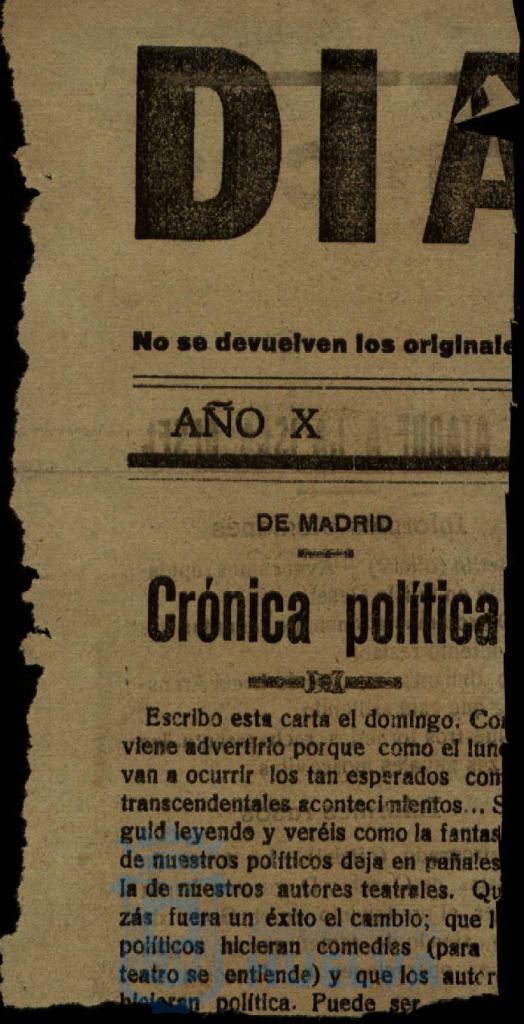 DIA
No se devuelven los originale
AÑO X
DE MADRID
Crónica política
Escribo esta carta el domingo. Con
viene advertirlo porque como el lune
van a ocurrir los tan esperados com
transcendentales acontecimientos... S
guid leyendo y veréis como la fantas
de nuestros políticos deja en pañales
la de nuestros autores teatrales. Qu
zás fuera un éxito el cambio; que l
políticos hicieran comedias (para
teatro se entiende) y que los autor
hicieran política. Puede ser